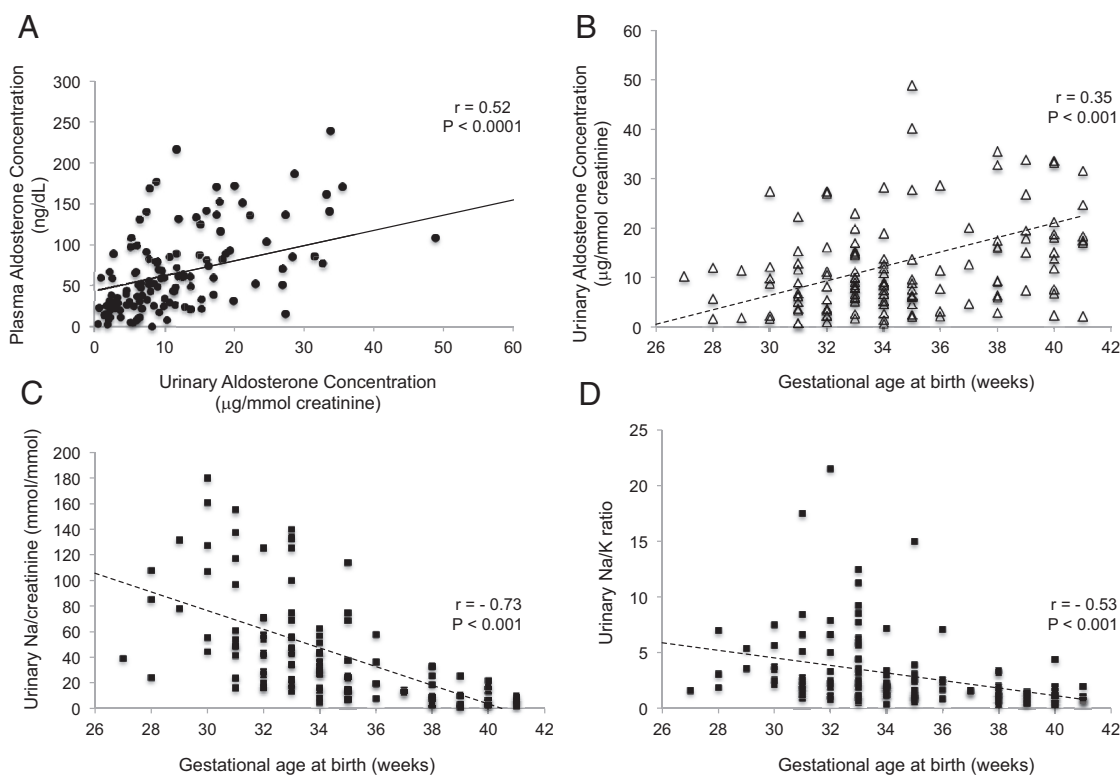 A
Plasma Aldosterone Concentration
(ng/dL)
300
250
200
150
100
50
0
r = 0.52
P < 0.0001
0 10 20 30 40 50 60
Urinary Aldosterone Concentration
(μg/mmol creatinine)
B
Urinary Aldosterone Concentration
(μg/mmol creatinine)
60
50
40
30
20
10
0
r = 0.35
P < 0.001
26 28 30 32 34 36 38 40 42
Gestational age at birth (weeks)
C
Urinary Na/creatinine (mmol/mmol)
200
180
160
140
120
100
80
60
40
20
0
r = - 0.73
P < 0.001
26 28 30 32 34 36 38 40 42
Gestational age at birth (weeks)
D
Urinary Na/K ratio
25
20
15
10
5
0
r = - 0.53
P < 0.001
26 28 30 32 34 36 38 40 42
Gestational age at birth (weeks)